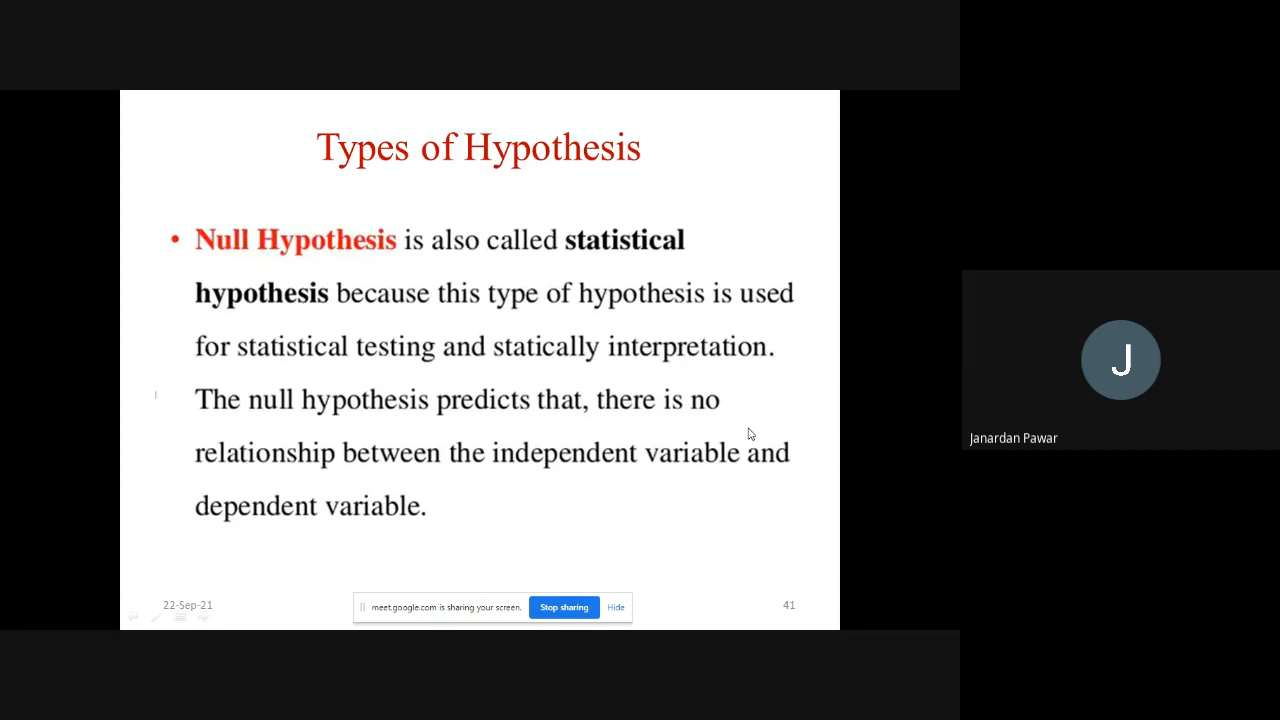 Types of Hypothesis
• Null Hypothesis is also called statistical
hypothesis because this type of hypothesis is used
for statistical testing and statically interpretation.
The null hypothesis predicts that, there is no
relationship between the independent variable and
dependent variable.
22-Sep-21
meet.google.com is sharing your screen. Stop sharing Hide
41
J
Janardan Pawar